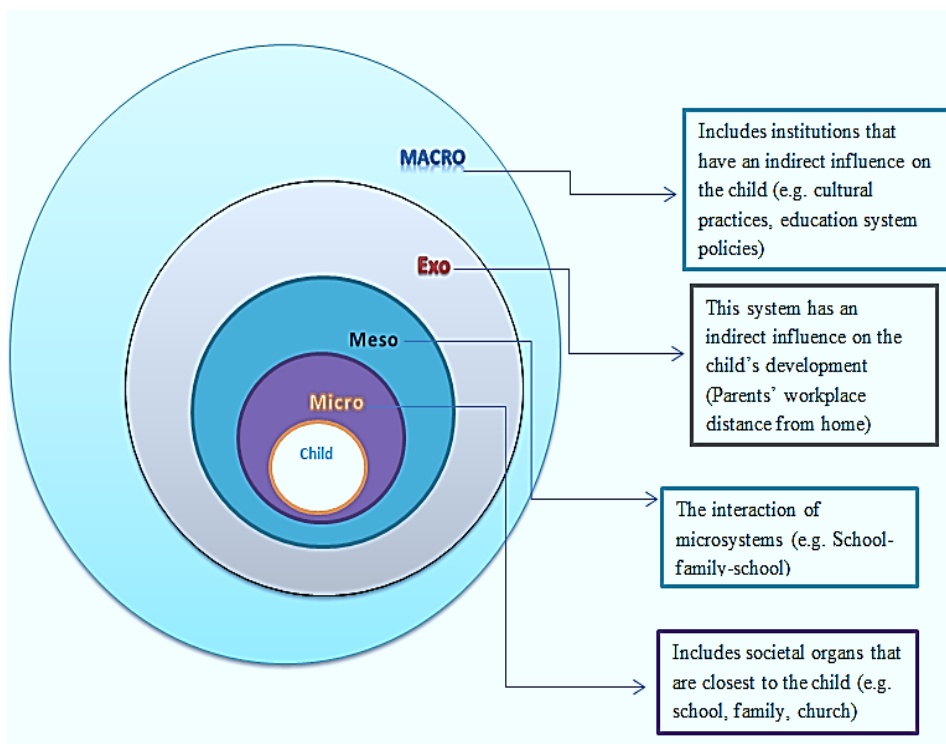 MACRO
Includes institutions that
have an indirect influence on
the child (e.g. cultural
practices, education system
policies)
Exo
This system has an
indirect influence on the
child's development
(Parents' workplace
distance from home)
Meso
The interaction of
microsystems (e.g. School-
family-school)
Micro
Includes societal organs that
are closest to the child (e.g.
school, family, church)
Child